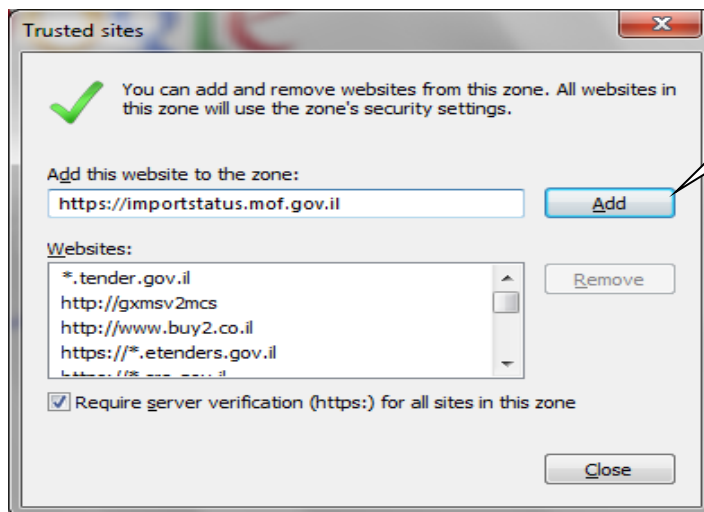 Trusted sites
You can add and remove websites from this zone. All websites in
this zone will use the zone's security settings.
Add this website to the zone:
https://importstatus.mof.gov.il
Add
Websites:
*.tender.gov.il
http://gxmsv2mcs
http://www.buy2.co.il
https://*.etenders.gov.il
Remove
Require server verification (https:) for all sites in this zone
Close